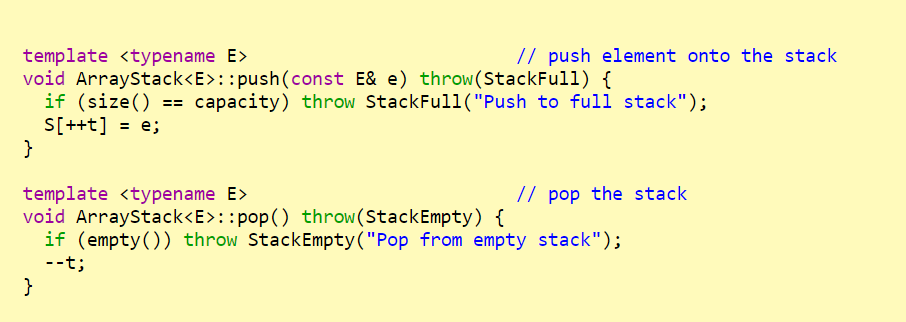 template <typename E>                          // push element onto the stack
void ArrayStack<E>::push(const E& e) throw(StackFull) {
  if (size() == capacity) throw StackFull("Push to full stack");
  S[++t] = e;
}
template <typename E>                          // pop the stack
void ArrayStack<E>::pop() throw(StackEmpty) {
  if (empty()) throw StackEmpty("Pop from empty stack");
  --t;
}